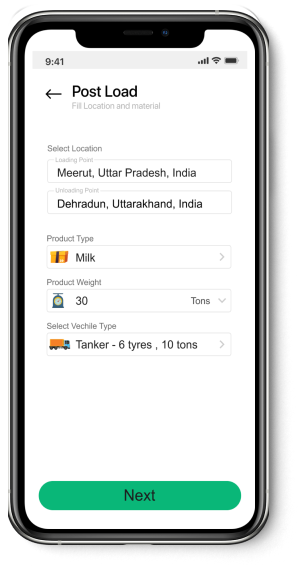 9:41
Post Load
Fill Location and material
Select Location
Loading Point
Meerut, Uttar Pradesh, India
Unloading Point
Dehradun, Uttarakhand, India
Product Type
Milk
Product Weight
30 Tons
Select Vechile Type
Tanker - 6 tyres , 10 tons
Next